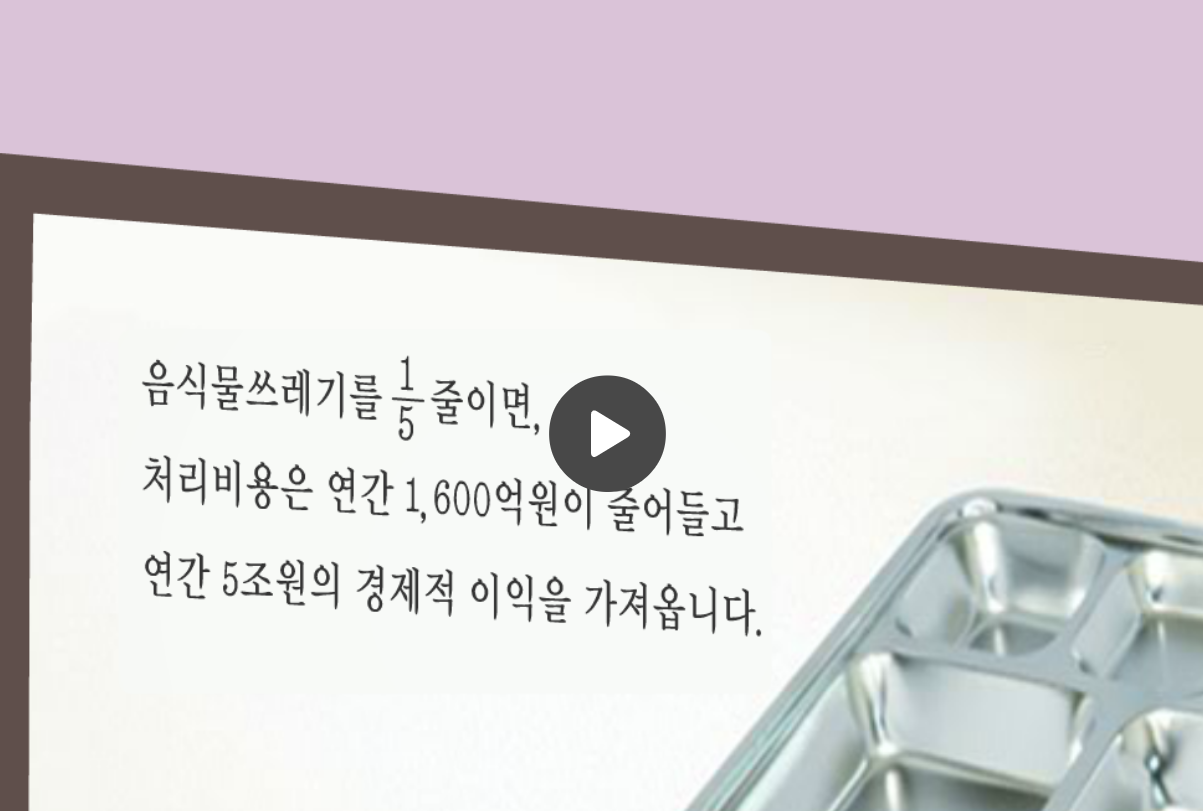 음식물쓰레기를 1/5 줄이면,
처리비용은 연간 1,600억원이 줄어들고
연간 5조원의 경제적 이익을 가져옵니다.